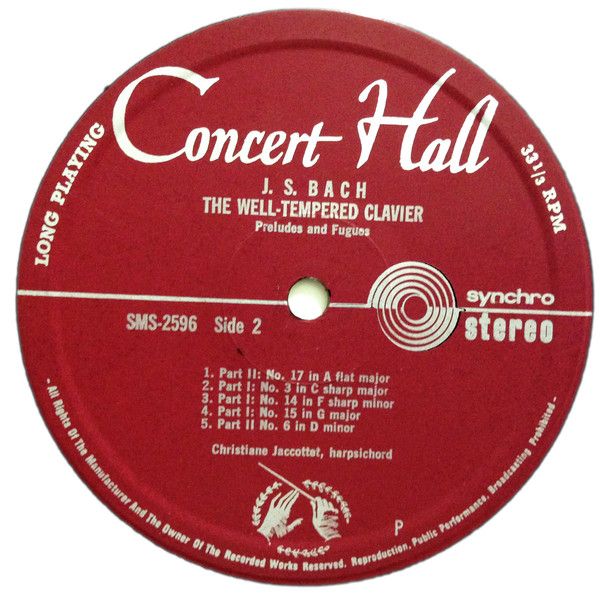 Concert Hall
LONG PLAYING
33 1/3 RPM
J. S. BACH
THE WELL-TEMPERED CLAVIER
Preludes and Fugues
synchro
stereo
SMS-2596 Side 2
1. Part II: No. 17 in A flat major
2. Part I: No. 3 in C sharp major
3. Part I: No. 14 in F sharp minor
4. Part I: No. 15 in G major
5. Part II No. 6 in D minor
Christiane Jaccottet, harpsichord
P
- All Rights Of The Manufacturer And The Owner Of The Recorded Works Reserved. Reproduction, Public Performance, Broadcasting Prohibited -